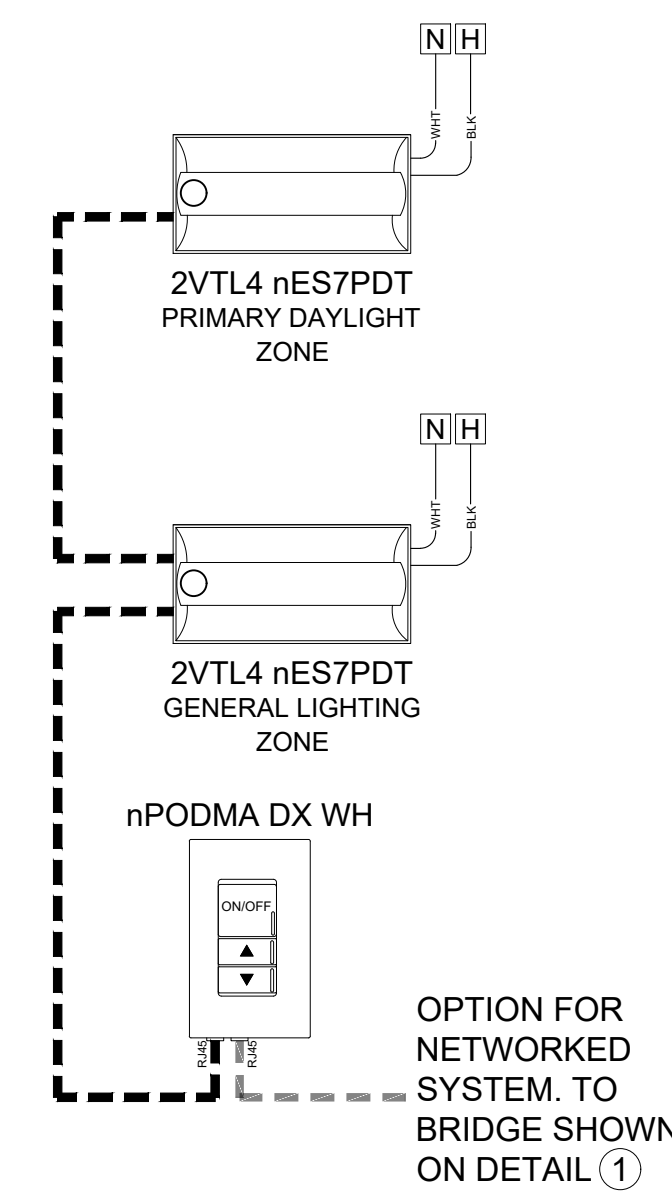 N H
WHT
BLK
2VTL4 nES7PDT
PRIMARY DAYLIGHT
ZONE
N H
WHT
BLK
2VTL4 nES7PDT
GENERAL LIGHTING
ZONE
nPODMA DX WH
ON/OFF
RJ45
RJ45
OPTION FOR
NETWORKED
SYSTEM. TO
BRIDGE SHOWN
ON DETAIL 1